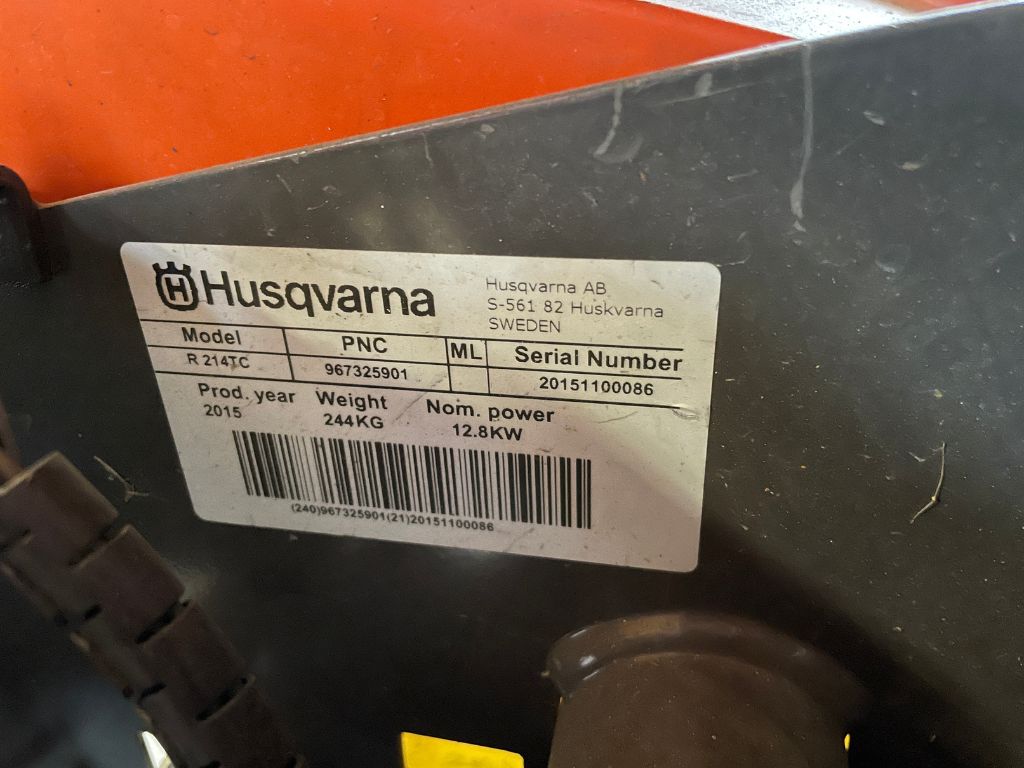 Husqvarna
Husqvarna AB
S-561 82 Huskvarna
SWEDEN
Model PNC ML Serial Number
R 214TC 967325901 20151100086
Prod. year Weight Nom. power
2015 244KG 12.8KW
(240)967325901(21)20151100086